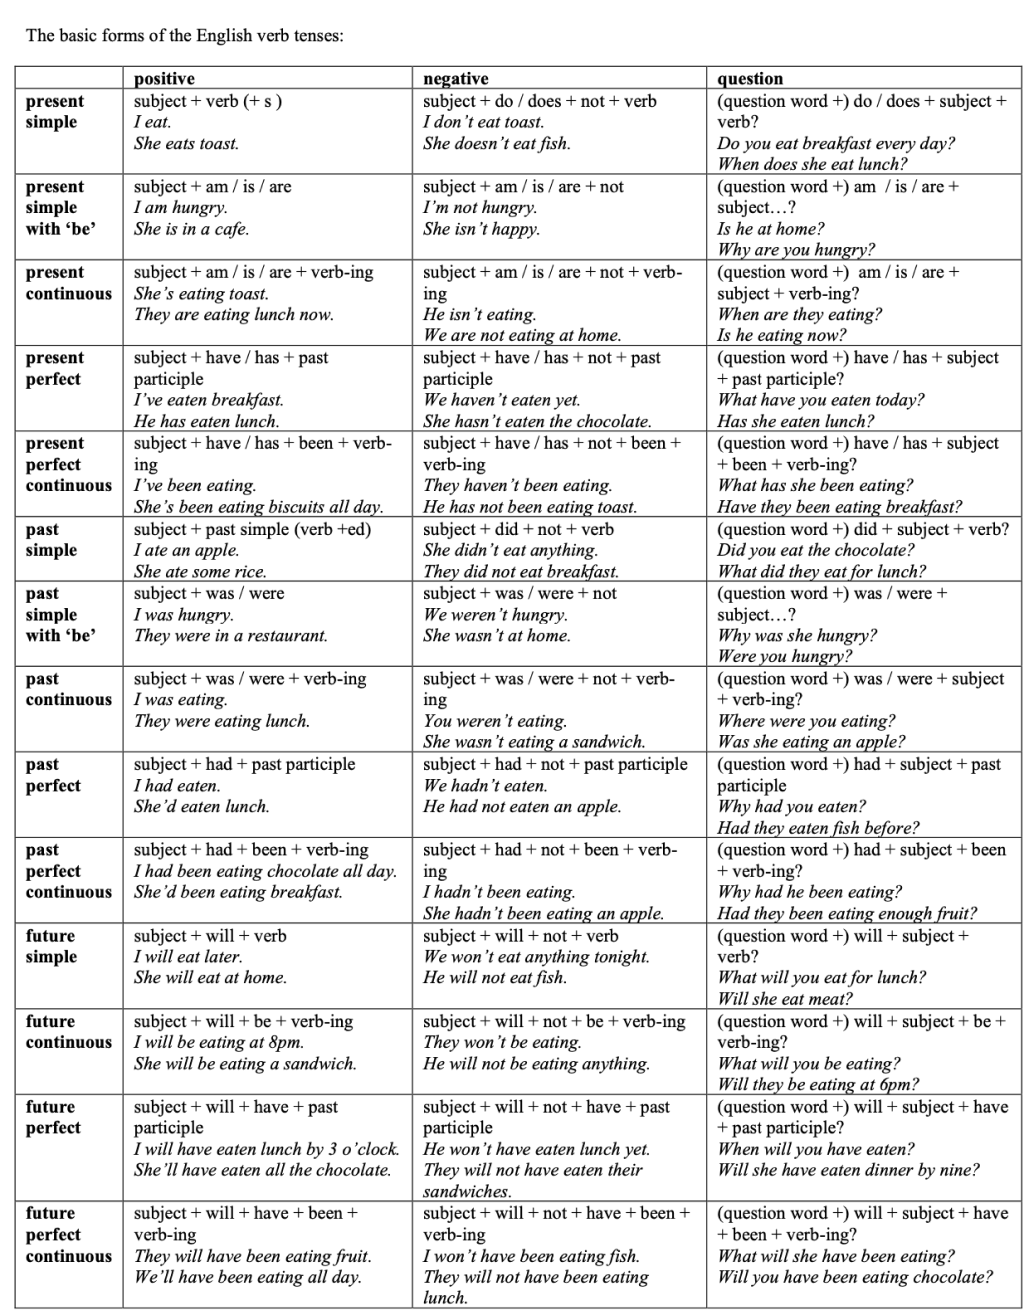 The basic forms of the English verb tenses:
positive
negative
question
present
simple
subject + verb (+ s )
I eat.
She eats toast.
subject + do / does + not + verb
I don't eat toast.
She doesn't eat fish.
(question word +) do / does + subject +
verb?
Do you eat breakfast every day?
When does she eat lunch?
present
simple
with ‘be’
subject + am / is / are
I am hungry.
She is in a cafe.
subject + am / is / are + not
I'm not hungry.
She isn't happy.
(question word +) am / is / are +
subject…?
Is he at home?
Why are you hungry?
present
continuous
subject + am / is / are + verb-ing
She's eating toast.
They are eating lunch now.
subject + am / is / are + not + verb-
ing
He isn't eating.
We are not eating at home.
(question word +) am / is / are +
subject + verb-ing?
When are they eating?
Is he eating now?
present
perfect
subject + have / has + past
participle
I've eaten breakfast.
He has eaten lunch.
subject + have / has + not + past
participle
We haven't eaten yet.
She hasn't eaten the chocolate.
(question word +) have / has + subject
+ past participle?
What have you eaten today?
Has she eaten lunch?
present
perfect
continuous
subject + have / has + been + verb-
ing
I've been eating.
She's been eating biscuits all day.
subject + have / has + not + been +
verb-ing
They haven't been eating.
He has not been eating toast.
(question word +) have / has + subject
+ been + verb-ing?
What has she been eating?
Have they been eating breakfast?
past
simple
subject + past simple (verb +ed)
I ate an apple.
She ate some rice.
subject + did + not + verb
She didn't eat anything.
They did not eat breakfast.
(question word +) did + subject + verb?
Did you eat the chocolate?
What did they eat for lunch?
past
simple
with ‘be’
subject + was / were
I was hungry.
They were in a restaurant.
subject + was / were + not
We weren't hungry.
She wasn't at home.
(question word +) was / were +
subject…?
Why was she hungry?
Were you hungry?
past
continuous
subject + was / were + verb-ing
I was eating.
They were eating lunch.
subject + was / were + not + verb-
ing
You weren't eating.
She wasn't eating a sandwich.
(question word +) was / were + subject
+ verb-ing?
Where were you eating?
Was she eating an apple?
past
perfect
subject + had + past participle
I had eaten.
She'd eaten lunch.
subject + had + not + past participle
We hadn't eaten.
He had not eaten an apple.
(question word +) had + subject + past
participle
Why had you eaten?
Had they eaten fish before?
past
perfect
continuous
subject + had + been + verb-ing
I had been eating chocolate all day.
She'd been eating breakfast.
subject + had + not + been + verb-
ing
I hadn't been eating.
She hadn't been eating an apple.
(question word +) had + subject + been
+ verb-ing?
Why had he been eating?
Had they been eating enough fruit?
future
simple
subject + will + verb
I will eat later.
She will eat at home.
subject + will + not + verb
We won't eat anything tonight.
He will not eat fish.
(question word +) will + subject +
verb?
What will you eat for lunch?
Will she eat meat?
future
continuous
subject + will + be + verb-ing
I will be eating at 8pm.
She will be eating a sandwich.
subject + will + not + be + verb-ing
They won't be eating.
He will not be eating anything.
(question word +) will + subject + be +
verb-ing?
What will you be eating?
Will they be eating at 6pm?
future
perfect
subject + will + have + past
participle
I will have eaten lunch by 3 o'clock.
She'll have eaten all the chocolate.
subject + will + not + have + past
participle
He won't have eaten lunch yet.
They will not have eaten their
sandwiches.
(question word +) will + subject + have
+ past participle?
When will you have eaten?
Will she have eaten dinner by nine?
future
perfect
continuous
subject + will + have + been +
verb-ing
They will have been eating fruit.
We'll have been eating all day.
subject + will + not + have + been +
verb-ing
I won't have been eating fish.
They will not have been eating
lunch.
(question word +) will + subject + have
+ been + verb-ing?
What will she have been eating?
Will you have been eating chocolate?